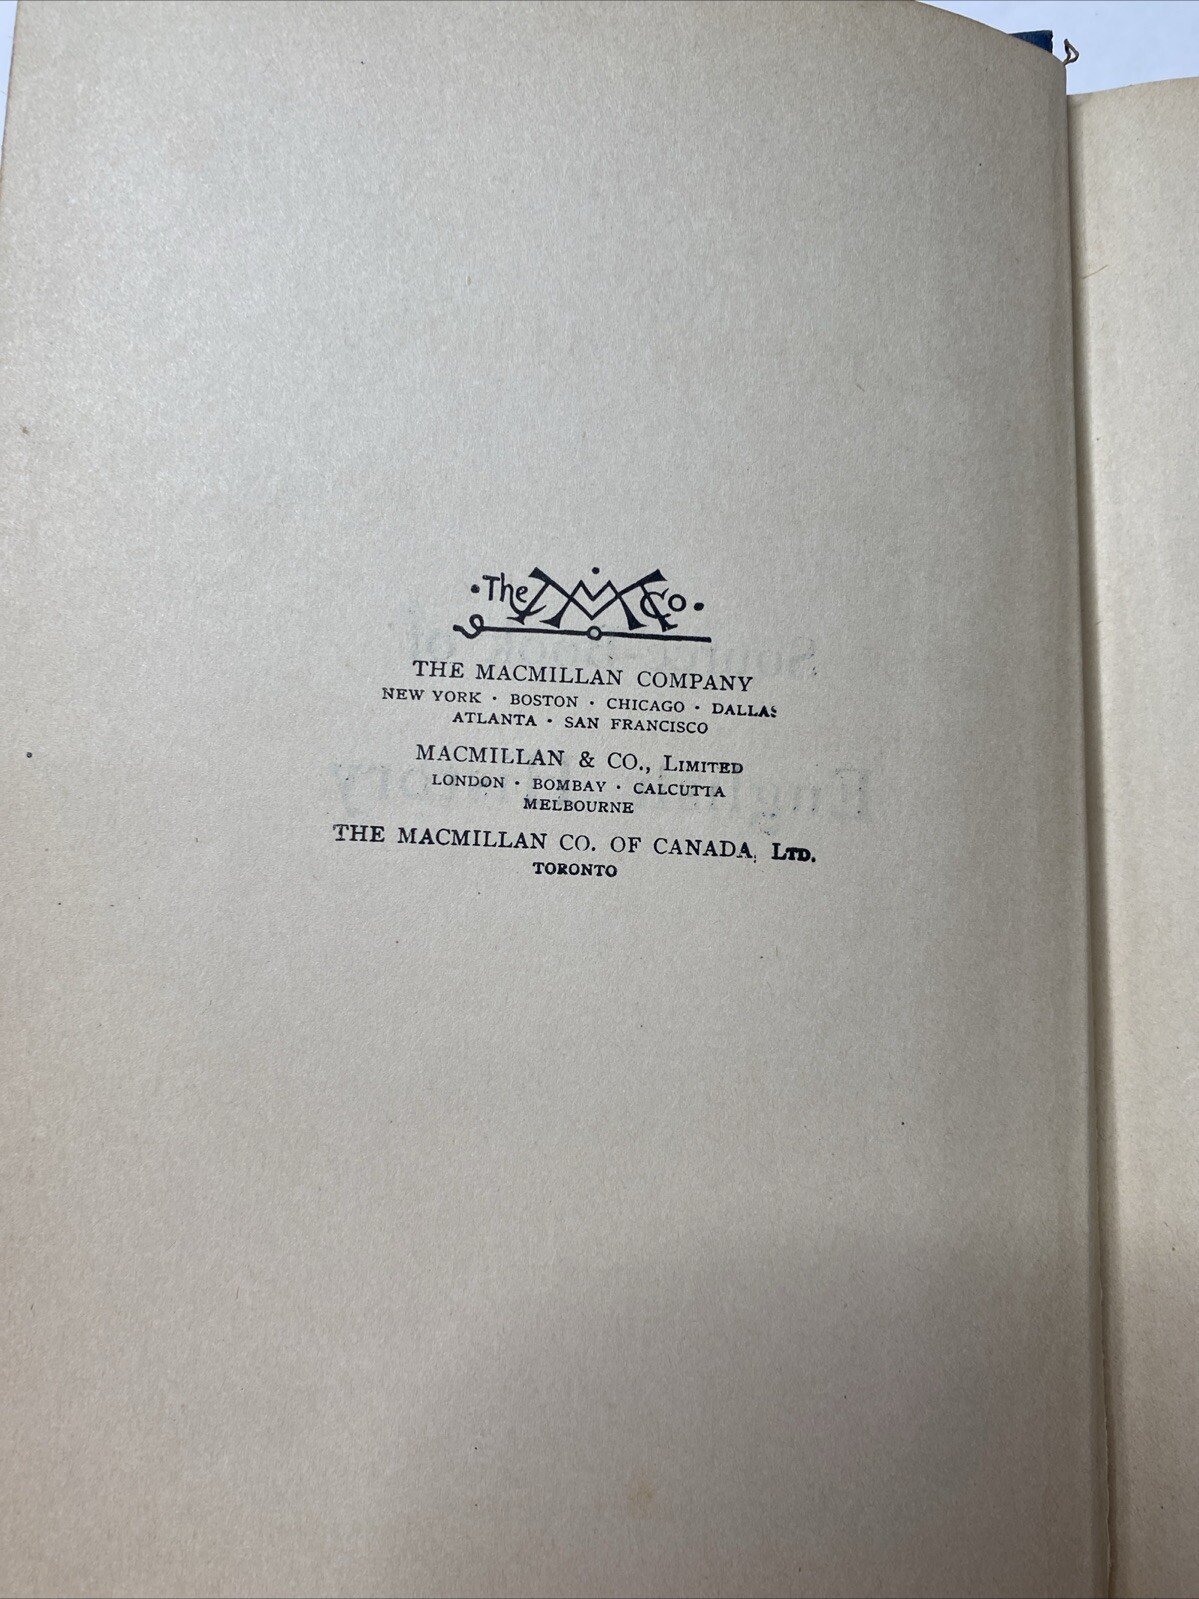 ·The M Co·
THE MACMILLAN COMPANY
NEW YORK · BOSTON · CHICAGO · DALLAS
ATLANTA · SAN FRANCISCO
MACMILLAN & CO., LIMITED
LONDON · BOMBAY · CALCUTTA
MELBOURNE
THE MACMILLAN CO. OF CANADA, LTD.
TORONTO